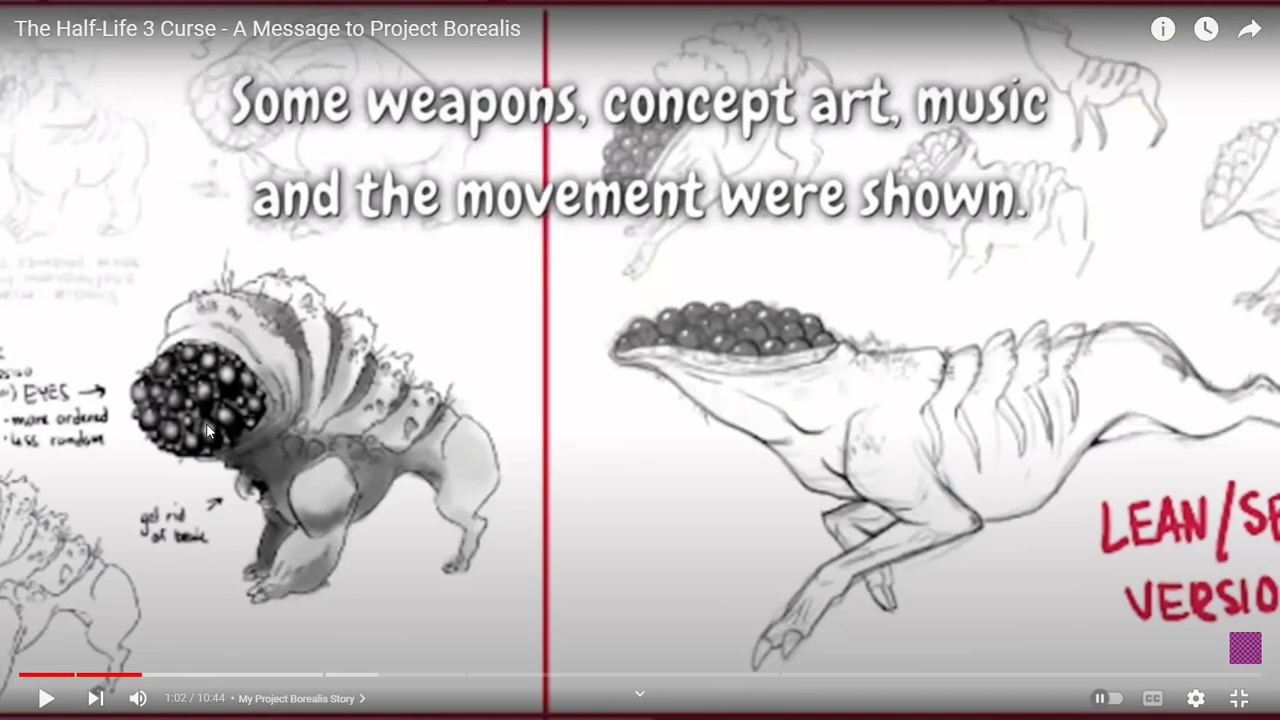 The Half-Life 3 Curse - A Message to Project Borealis
Some weapons, concept art, music
and the movement were shown.
EYES →
- more ordered
• less random
get rid
of beak
LEAN/SE
VERSIO
1:02 / 10:44 • My Project Borealis Story >
CC